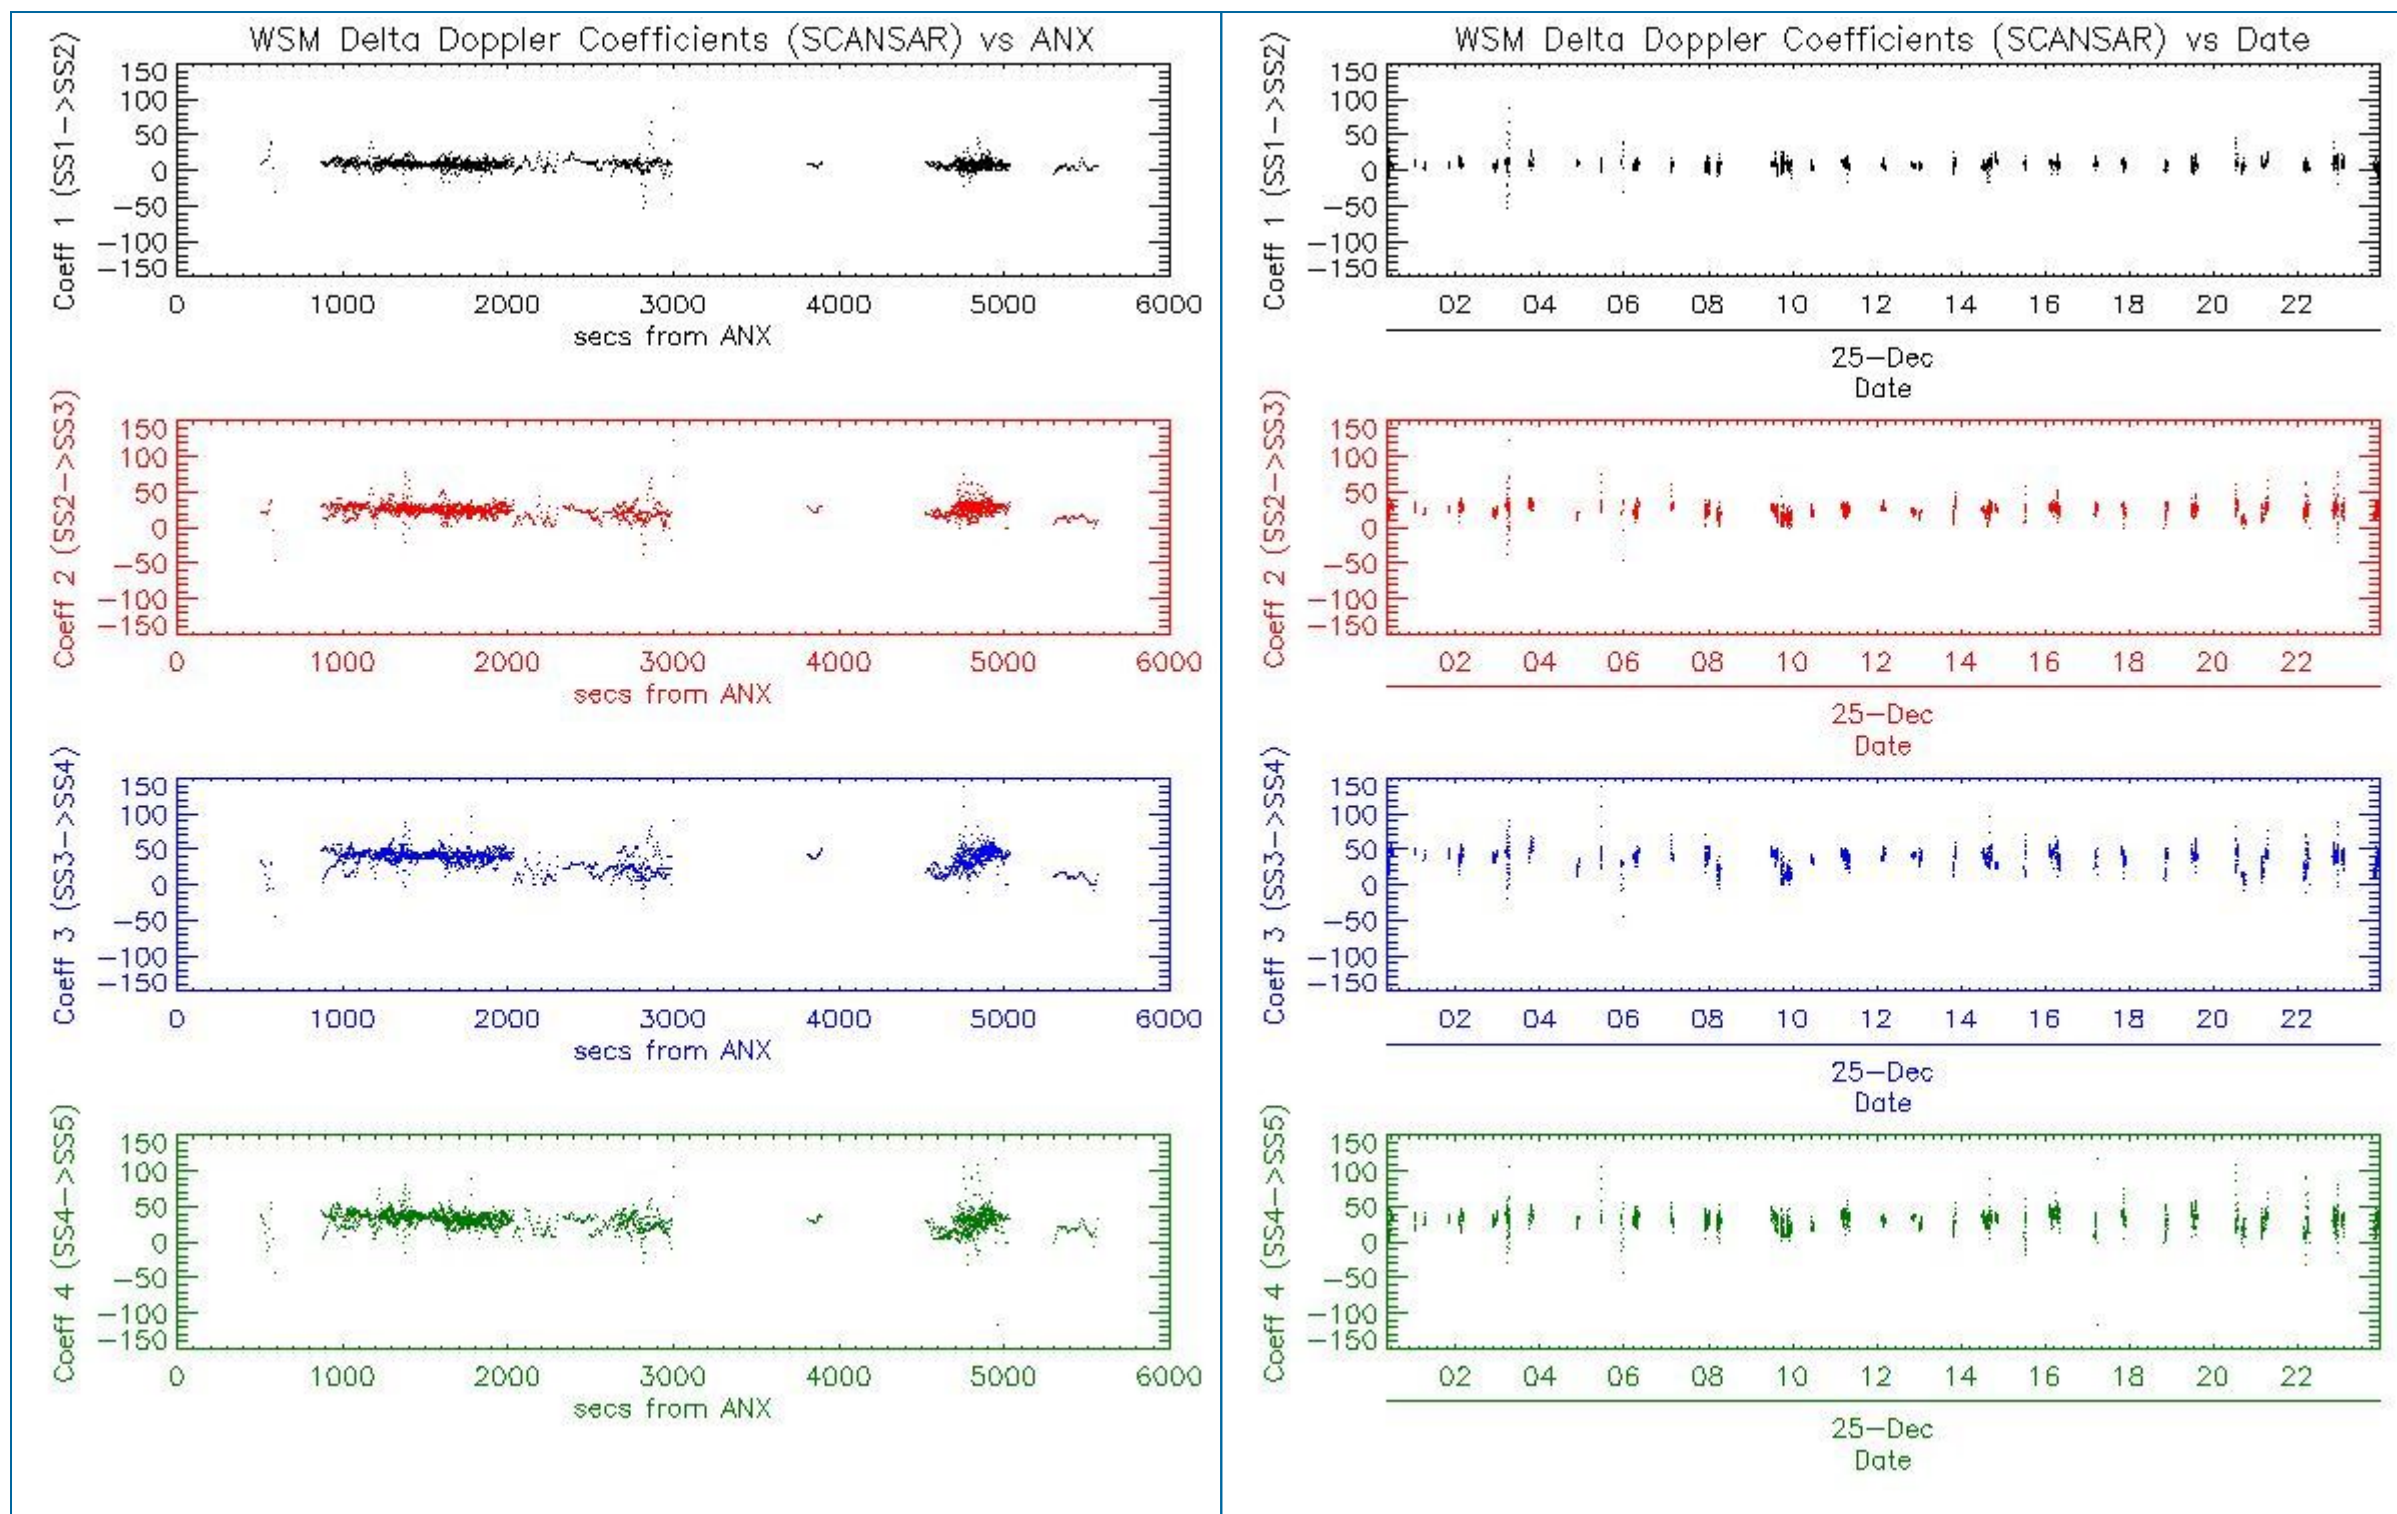 WSM Delta Doppler Coefficients (SCANSAR) vs ANX
Coeff 1 (SS1->SS2)
150
100
50
0
-50
-100
-150
0 1000 2000 3000 4000 5000 6000
secs from ANX
Coeff 2 (SS2->SS3)
150
100
50
0
-50
-100
-150
0 1000 2000 3000 4000 5000 6000
secs from ANX
Coeff 3 (SS3->SS4)
150
100
50
0
-50
-100
-150
0 1000 2000 3000 4000 5000 6000
secs from ANX
Coeff 4 (SS4->SS5)
150
100
50
0
-50
-100
-150
0 1000 2000 3000 4000 5000 6000
secs from ANX
WSM Delta Doppler Coefficients (SCANSAR) vs Date
Coeff 1 (SS1->SS2)
150
100
50
0
-50
-100
-150
02 04 06 08 10 12 14 16 18 20 22
25-Dec
Date
Coeff 2 (SS2->SS3)
150
100
50
0
-50
-100
-150
02 04 06 08 10 12 14 16 18 20 22
25-Dec
Date
Coeff 3 (SS3->SS4)
150
100
50
0
-50
-100
-150
02 04 06 08 10 12 14 16 18 20 22
25-Dec
Date
Coeff 4 (SS4->SS5)
150
100
50
0
-50
-100
-150
02 04 06 08 10 12 14 16 18 20 22
25-Dec
Date